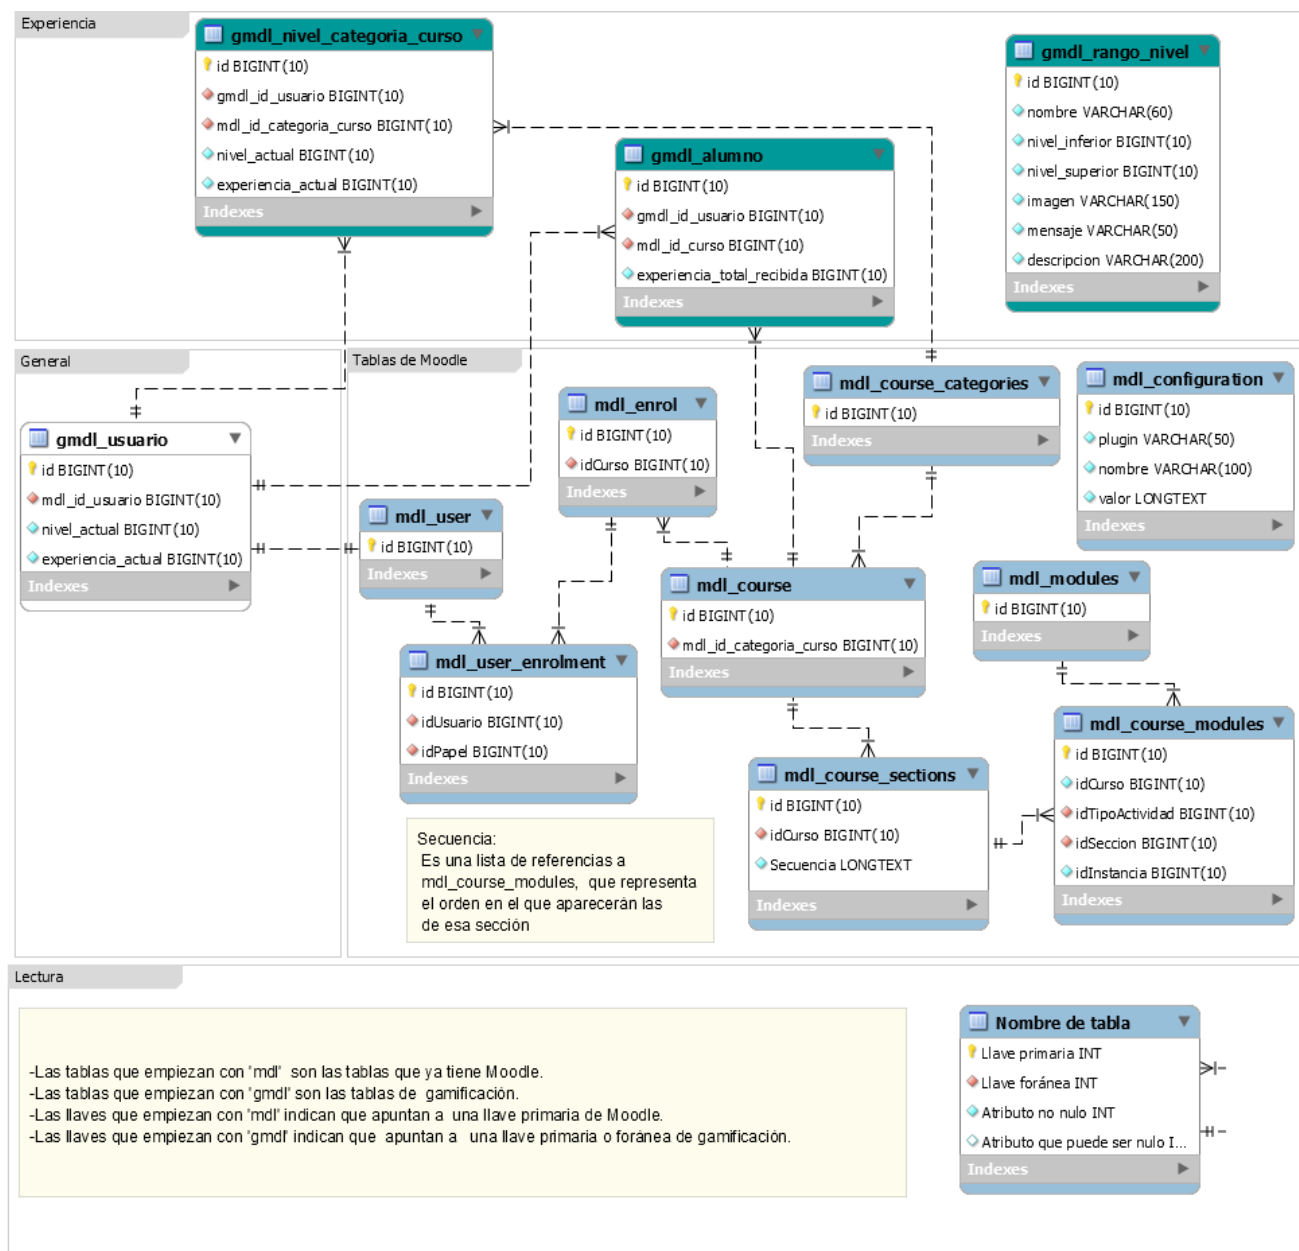 Experiencia
gmdl_nivel_categoria_curso
id BIGINT(10)
gmdl_id_usuario BIGINT(10)
mdl_id_categoria_curso BIGINT(10)
nivel_actual BIGINT(10)
experiencia_actual BIGINT(10)
Indexes
gmdl_alumno
id BIGINT(10)
gmdl_id_usuario BIGINT(10)
mdl_id_curso BIGINT(10)
experiencia_total_recibida BIGINT(10)
Indexes
gmdl_rango_nivel
id BIGINT(10)
nombre VARCHAR(60)
nivel_inferior BIGINT(10)
nivel_superior BIGINT(10)
imagen VARCHAR(150)
mensaje VARCHAR(50)
descripcion VARCHAR(200)
Indexes
General
gmdl_usuario
id BIGINT(10)
mdl_id_usuario BIGINT(10)
nivel_actual BIGINT(10)
experiencia_actual BIGINT(10)
Indexes
Tablas de Moodle
mdl_enrol
id BIGINT(10)
idCurso BIGINT(10)
Indexes
mdl_course_categories
id BIGINT(10)
Indexes
mdl_configuration
id BIGINT(10)
plugin VARCHAR(50)
nombre VARCHAR(100)
valor LONGTEXT
Indexes
mdl_user
id BIGINT(10)
Indexes
mdl_course
id BIGINT(10)
mdl_id_categoria_curso BIGINT(10)
Indexes
mdl_modules
id BIGINT(10)
Indexes
mdl_user_enrolment
id BIGINT(10)
idUsuario BIGINT(10)
idPapel BIGINT(10)
Indexes
mdl_course_sections
id BIGINT(10)
idCurso BIGINT(10)
Secuencia LONGTEXT
Indexes
mdl_course_modules
id BIGINT(10)
idCurso BIGINT(10)
idTipoActividad BIGINT(10)
idSeccion BIGINT(10)
idInstancia BIGINT(10)
Indexes
Secuencia:
Es una lista de referencias a
mdl_course_modules, que representa
el orden en el que aparecerán las
de esa sección
Lectura
-Las tablas que empiezan con "mdl" son las tablas que ya tiene Moodle.
-Las tablas que empiezan con "gmdl" son las tablas de gamificación.
-Las llaves que empiezan con "mdl" indican que apuntan a una llave primaria de Moodle.
-Las llaves que empiezan con "gmdl" indican que apuntan a una llave primaria o foránea de gamificación.
Nombre de tabla
Llave primaria INT
Llave foránea INT
Atributo no nulo INT
Atributo que puede ser nulo I...
Indexes